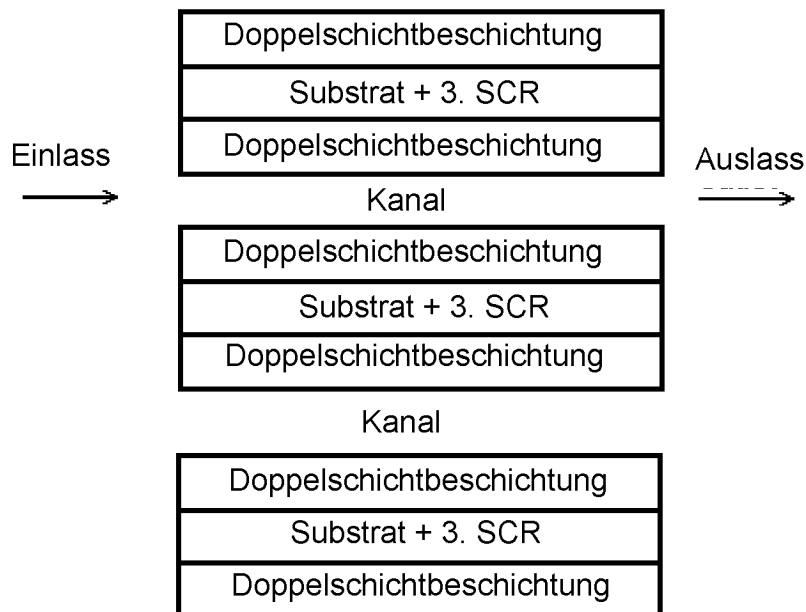 Doppelschichtbeschichtung
Substrat + 3. SCR
Doppelschichtbeschichtung
Einlass
Auslass
Kanal
Doppelschichtbeschichtung
Substrat + 3. SCR
Doppelschichtbeschichtung
Kanal
Doppelschichtbeschichtung
Substrat + 3. SCR
Doppelschichtbeschichtung